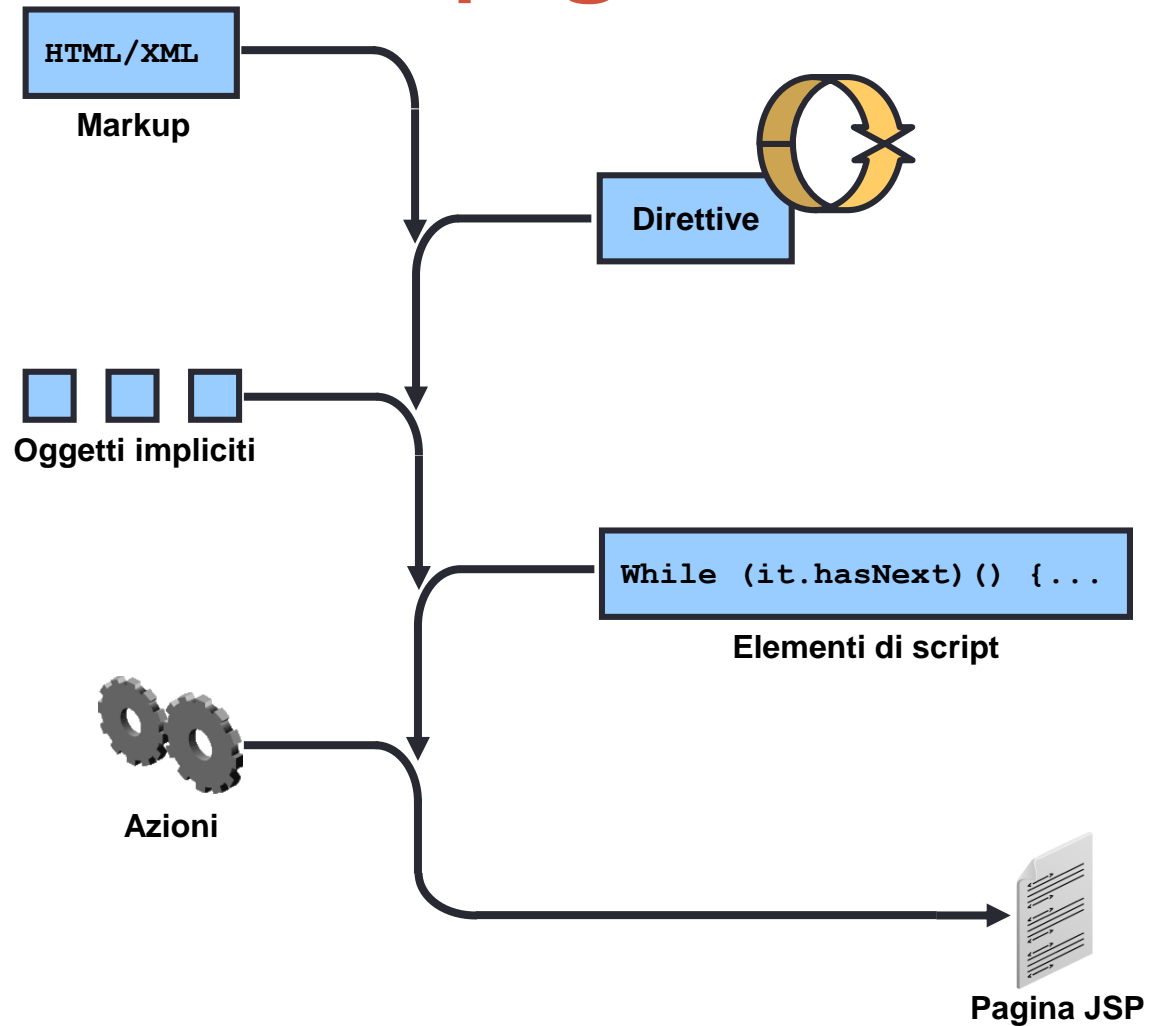 HTML/XML
Markup
Direttive
Oggetti impliciti
While (it.hasNext)() {...
Elementi di script
Azioni
Pagina JSP